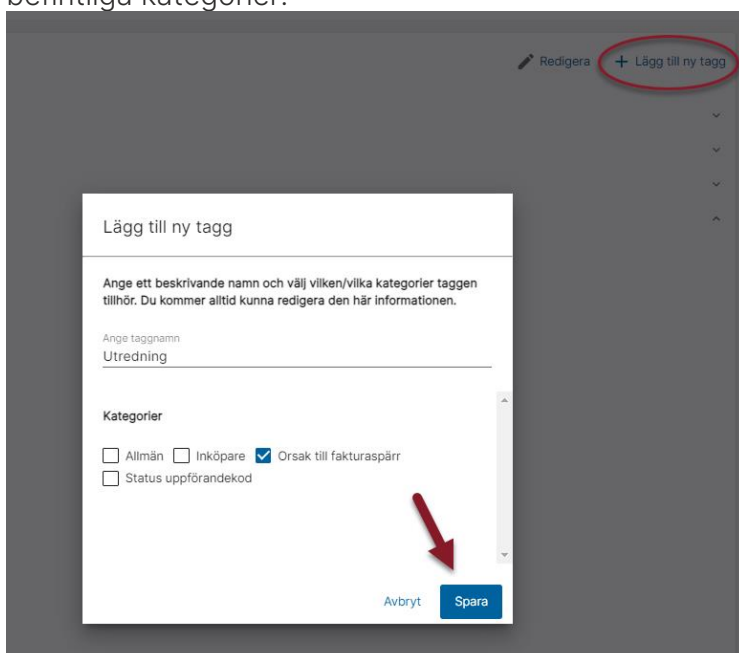 befintliga kategorier.
Redigera + Lägg till ny tagg
Lägg till ny tagg
Ange ett beskrivande namn och välj vilken/vilka kategorier taggen
tillhör. Du kommer alltid kunna redigera den här informationen.
Ange taggnamn
Utredning
Kategorier
Allmän Inköpare Orsak till fakturaspärr
Status uppförandekod
Avbryt Spara